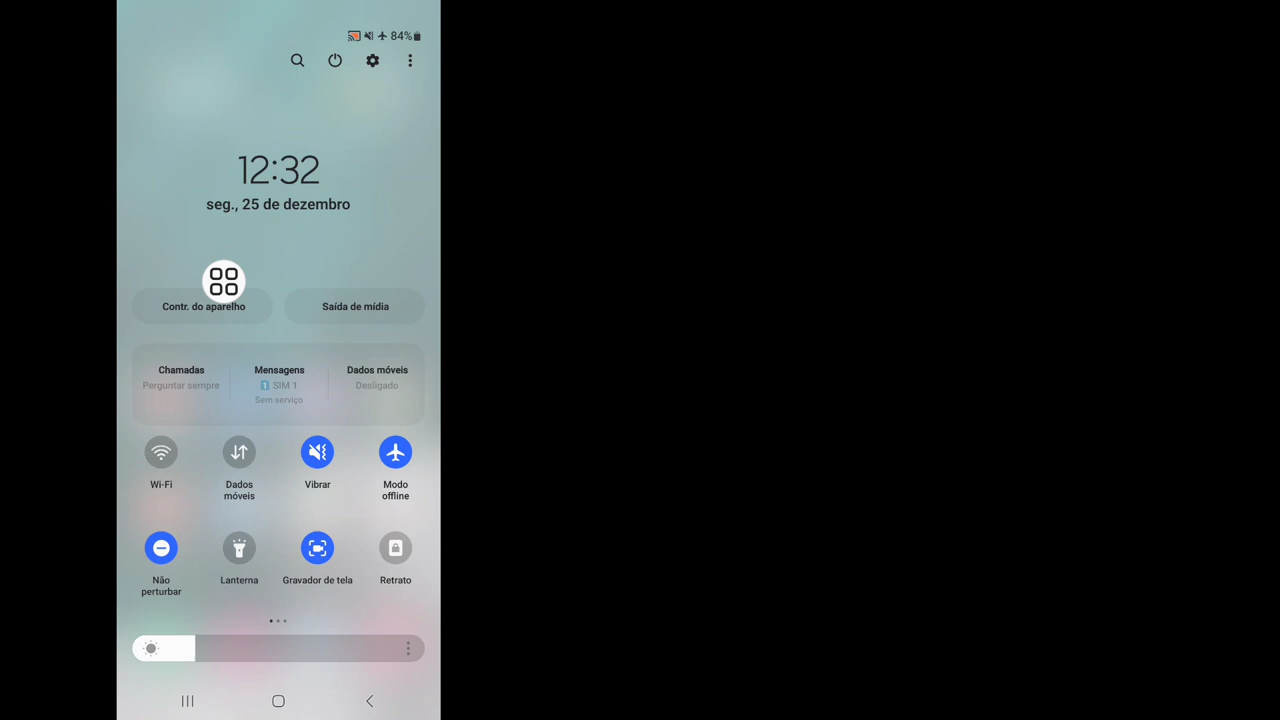 84%
12:32
seg., 25 de dezembro
Contr. do aparelho
Saída de mídia
Chamadas
Perguntar sempre
Mensagens
1 SIM 1
Sem serviço
Dados móveis
Desligado
Wi-Fi
Dados
móveis
Vibrar
Modo
offline
Não
perturbar
Lanterna
Gravador de tela
Retrato